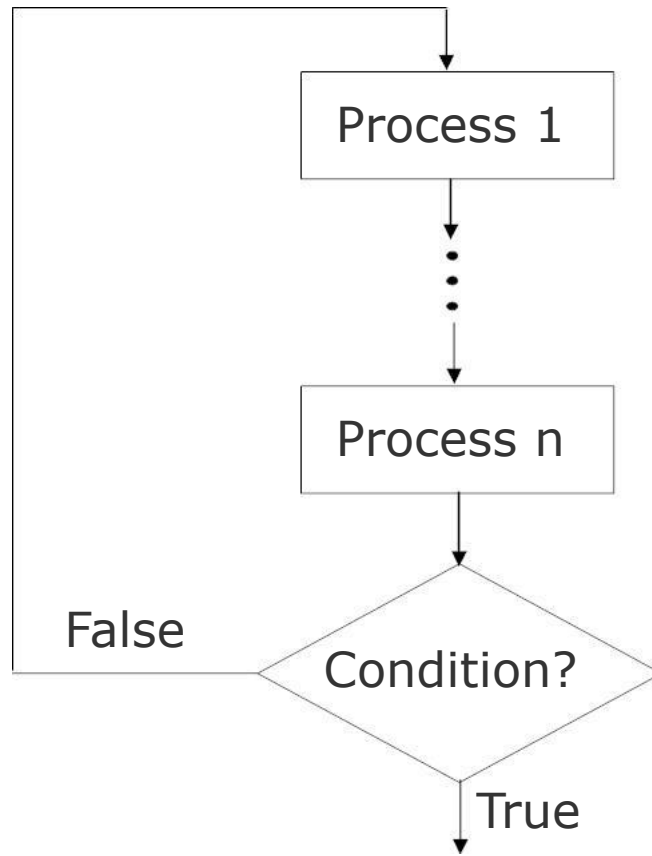 Process 1
Process n
False
Condition?
True